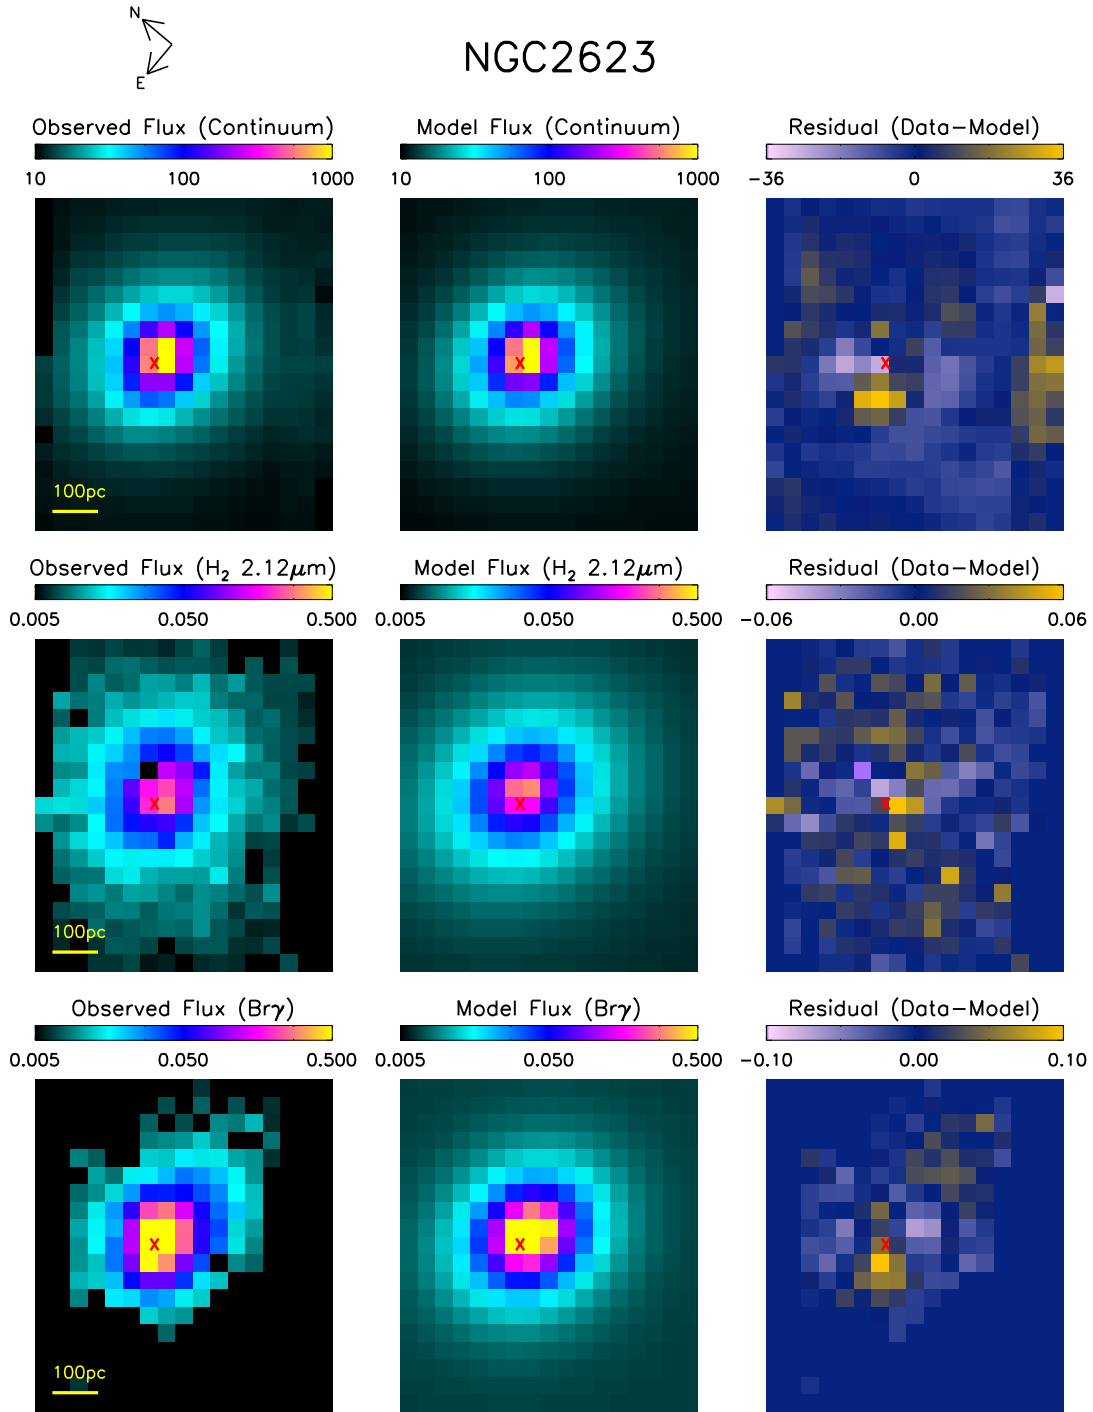 N
E
NGC2623
Observed Flux (Continuum)
Model Flux (Continuum)
Residual (Data-Model)
10 100 1000
10 100 1000
-36 0 36
X
X
X
100pc
Observed Flux (H₂ 2.12μm)
Model Flux (H₂ 2.12μm)
Residual (Data-Model)
0.005 0.050 0.500
0.005 0.050 0.500
-0.06 0.00 0.06
X
X
X
100pc
Observed Flux (Brγ)
Model Flux (Brγ)
Residual (Data-Model)
0.005 0.050 0.500
0.005 0.050 0.500
-0.10 0.00 0.10
X
X
X
100pc